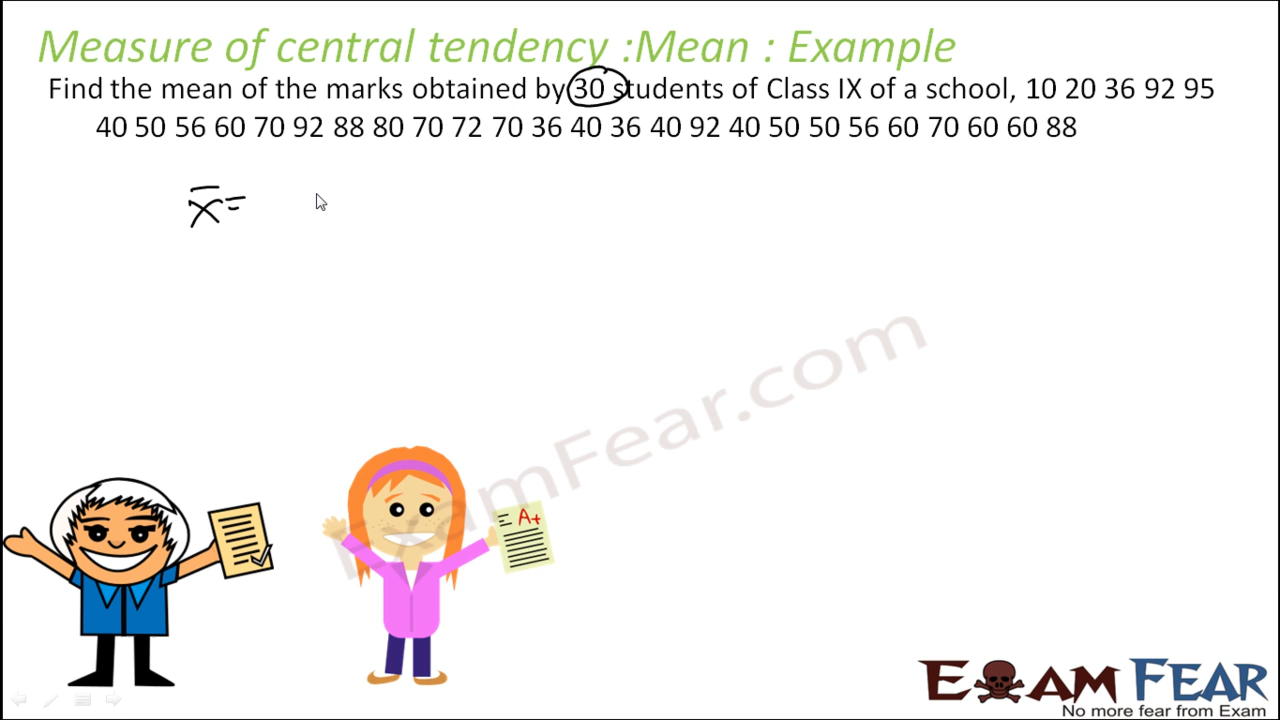 Measure of central tendency :Mean : Example
Find the mean of the marks obtained by 30 students of Class IX of a school, 10 20 36 92 95
40 50 56 60 70 92 88 80 70 72 70 36 40 36 40 92 40 50 50 56 60 70 60 60 88
x̅ =
ExamFear.com
A+
EXAM FEAR
No more fear from Exam